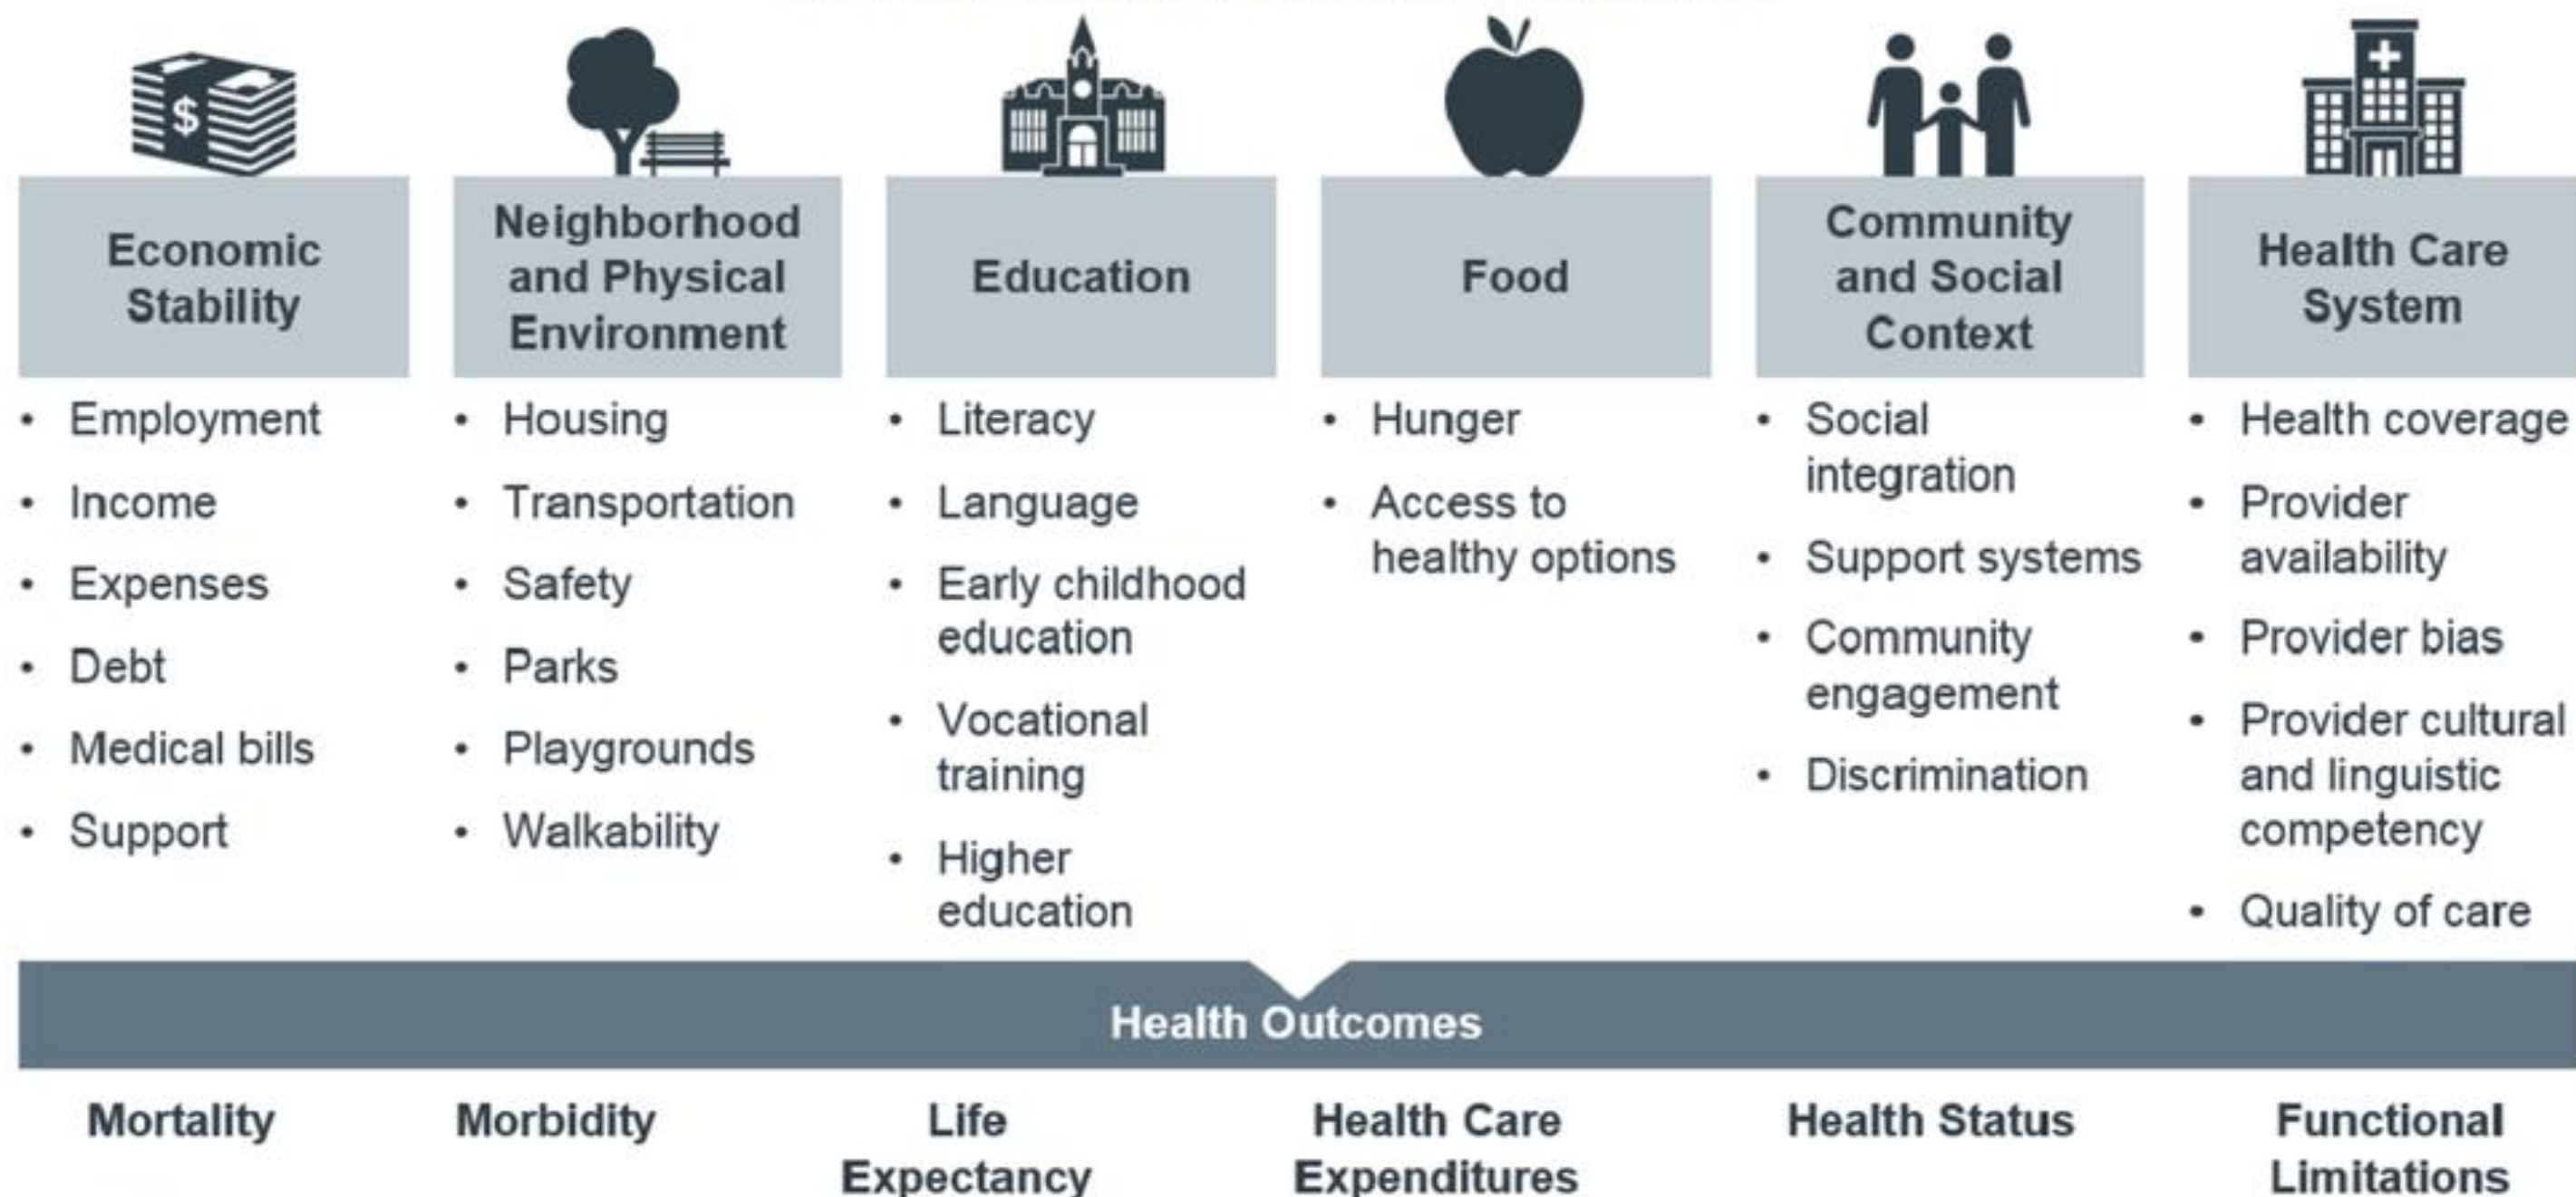 $
Economic
Stability
Employment
Income
Expenses
Debt
Medical bills
Support
Neighborhood
and Physical
Environment
Housing
Transportation
Safety
Parks
Playgrounds
Walkability
Education
Literacy
Language
Early childhood
education
Vocational
training
Higher
education
Food
Hunger
Access to
healthy options
Community
and Social
Context
Social
integration
Support systems
Community
engagement
Discrimination
Health Care
System
Health coverage
Provider
availability
Provider bias
Provider cultural
and linguistic
competency
Quality of care
Health Outcomes
Mortality
Morbidity
Life
Expectancy
Health Care
Expenditures
Health Status
Functional
Limitations